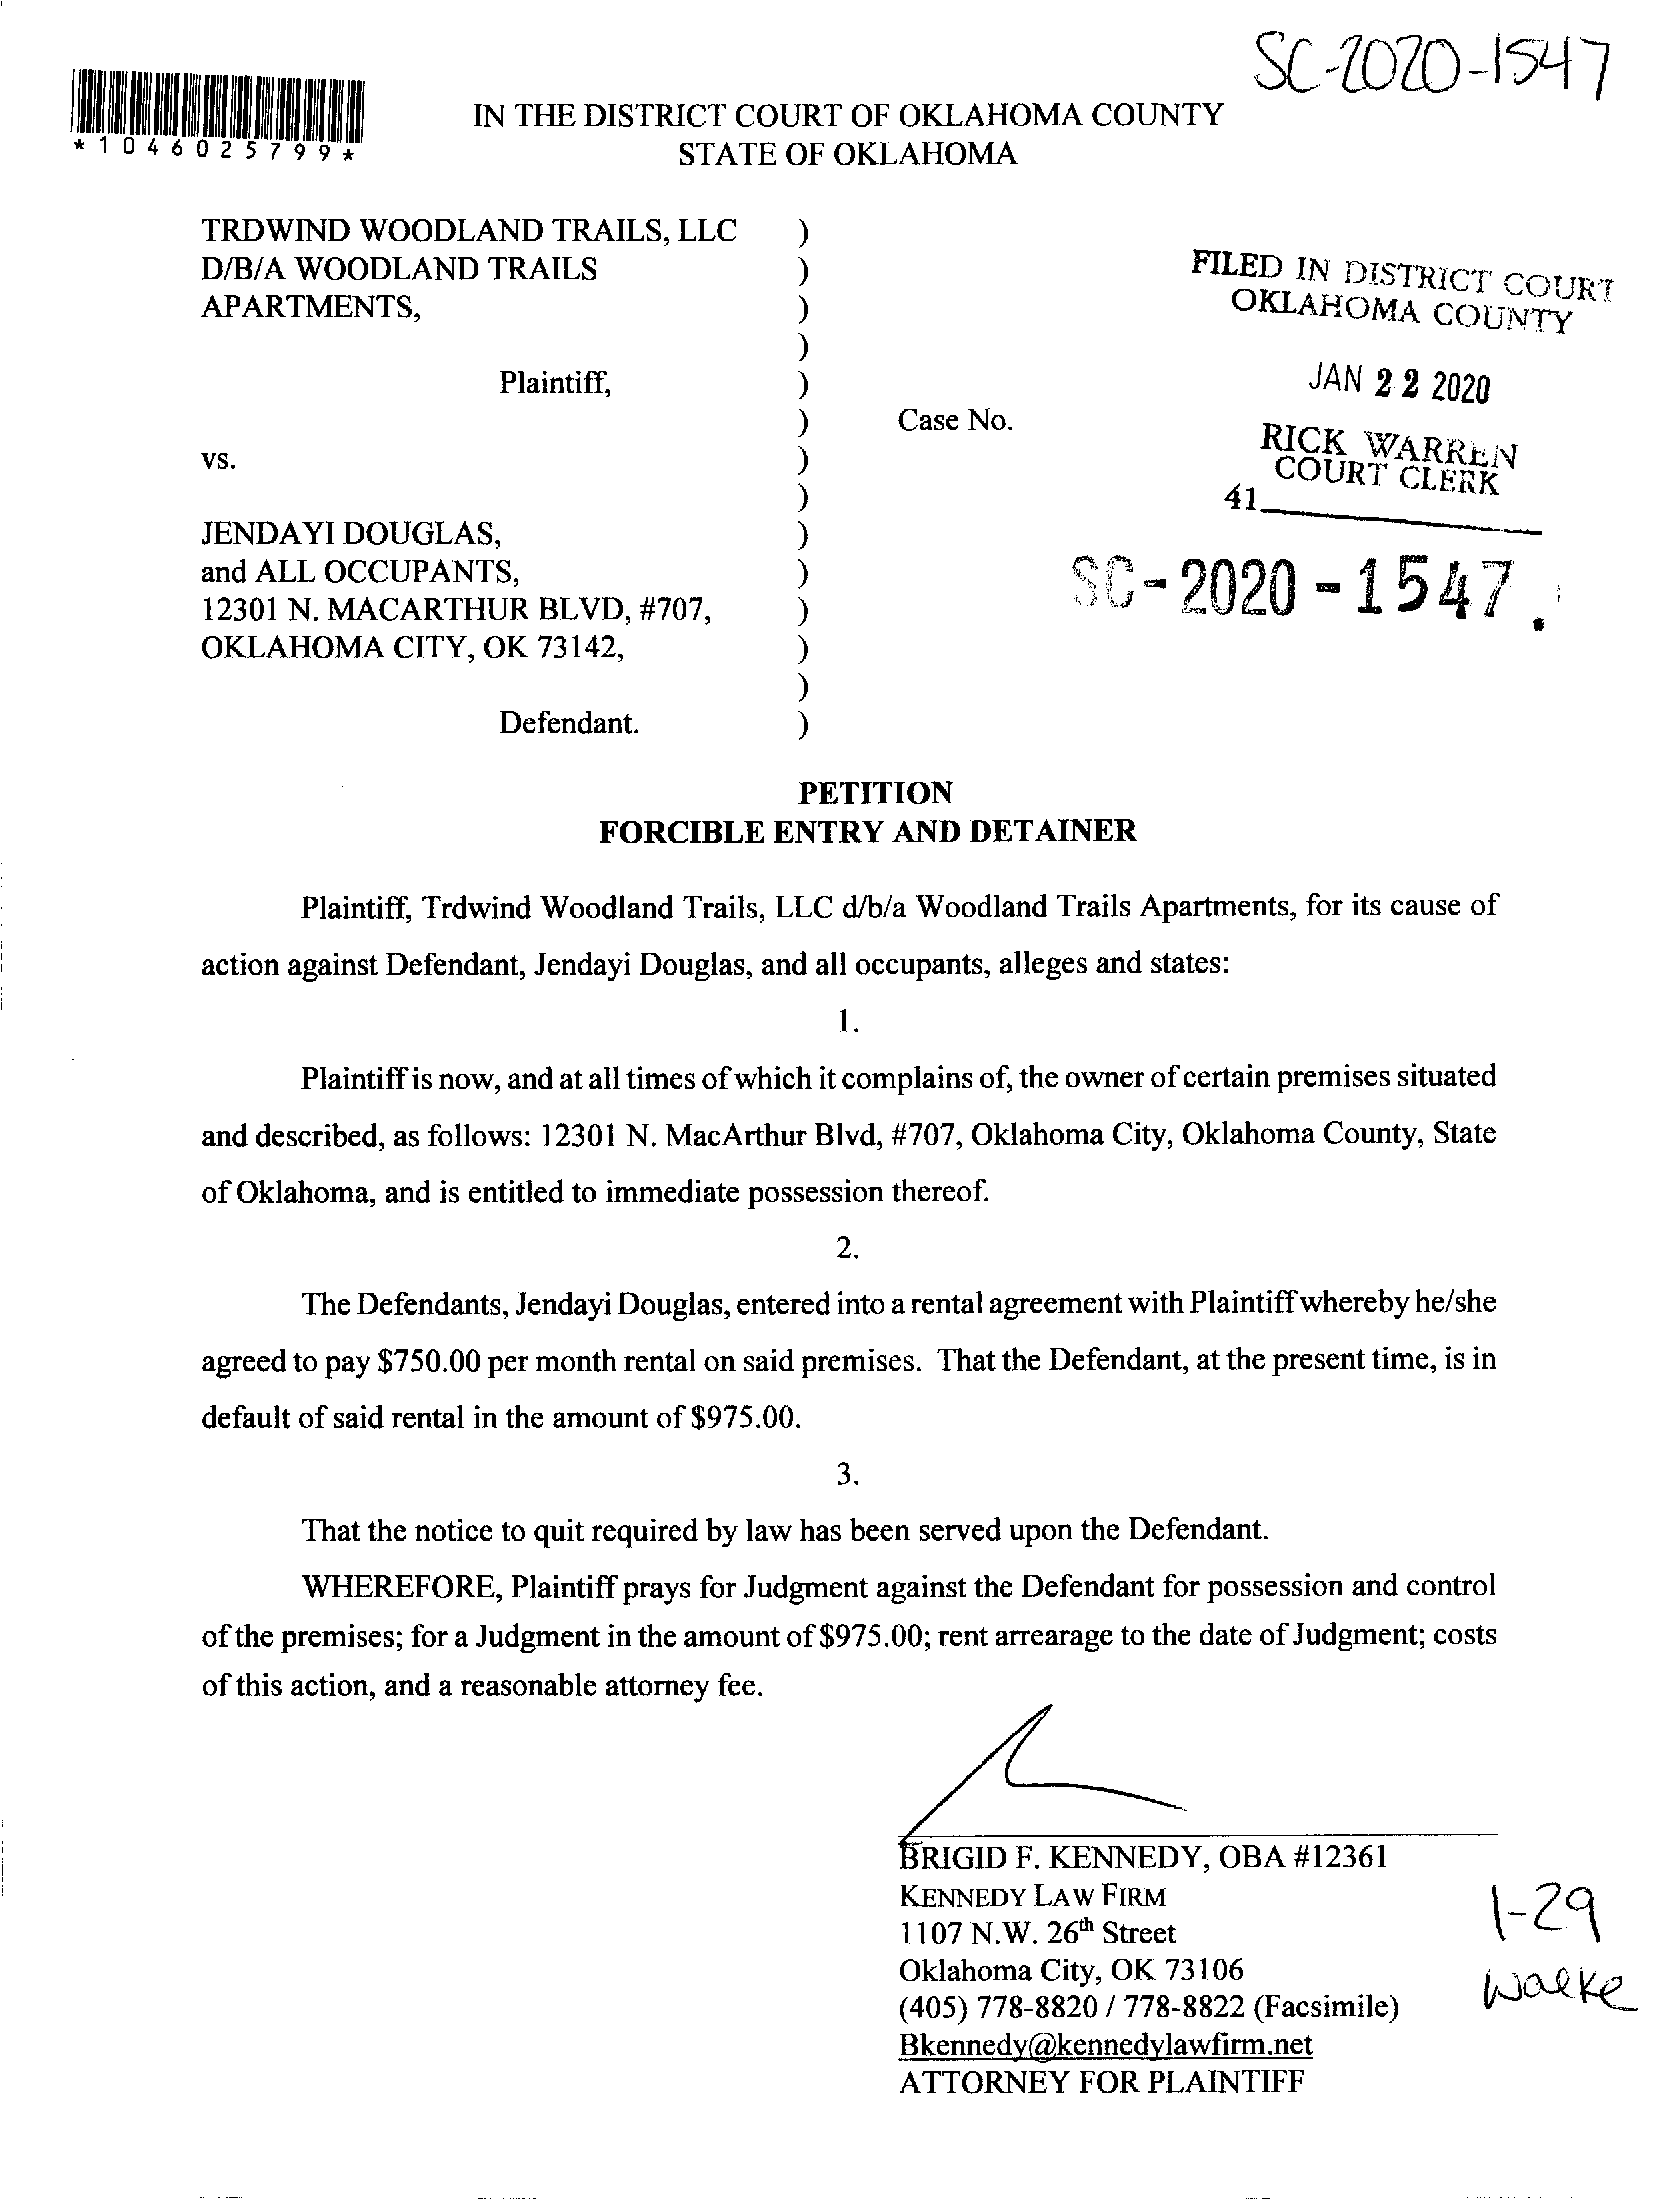 SC-2020-1547
*1046025799*
IN THE DISTRICT COURT OF OKLAHOMA COUNTY
STATE OF OKLAHOMA
TRDWIND WOODLAND TRAILS, LLC )
D/B/A WOODLAND TRAILS )
APARTMENTS, )
)
Plaintiff, )
) Case No.
vs. )
)
JENDAYI DOUGLAS, )
and ALL OCCUPANTS, )
12301 N. MACARTHUR BLVD, #707, )
OKLAHOMA CITY, OK 73142, )
)
Defendant. )
FILED IN DISTRICT COURT
OKLAHOMA COUNTY
JAN 22 2020
RICK WARREN
COURT CLERK
41
SC-2020-1547
PETITION
FORCIBLE ENTRY AND DETAINER
Plaintiff, Trdwind Woodland Trails, LLC d/b/a Woodland Trails Apartments, for its cause of
action against Defendant, Jendayi Douglas, and all occupants, alleges and states:
1.
Plaintiff is now, and at all times of which it complains of, the owner of certain premises situated
and described, as follows: 12301 N. MacArthur Blvd, #707, Oklahoma City, Oklahoma County, State
of Oklahoma, and is entitled to immediate possession thereof.
2.
The Defendants, Jendayi Douglas, entered into a rental agreement with Plaintiff whereby he/she
agreed to pay $750.00 per month rental on said premises. That the Defendant, at the present time, is in
default of said rental in the amount of $975.00.
3.
That the notice to quit required by law has been served upon the Defendant.
WHEREFORE, Plaintiff prays for Judgment against the Defendant for possession and control
of the premises; for a Judgment in the amount of $975.00; rent arrearage to the date of Judgment; costs
of this action, and a reasonable attorney fee.
BRIGID F. KENNEDY, OBA #12361
KENNEDY LAW FIRM
1107 N.W. 26th Street
Oklahoma City, OK 73106
(405) 778-8820 / 778-8822 (Facsimile)
Bkennedy@kennedylawfirm.net
ATTORNEY FOR PLAINTIFF
1-29
Walke